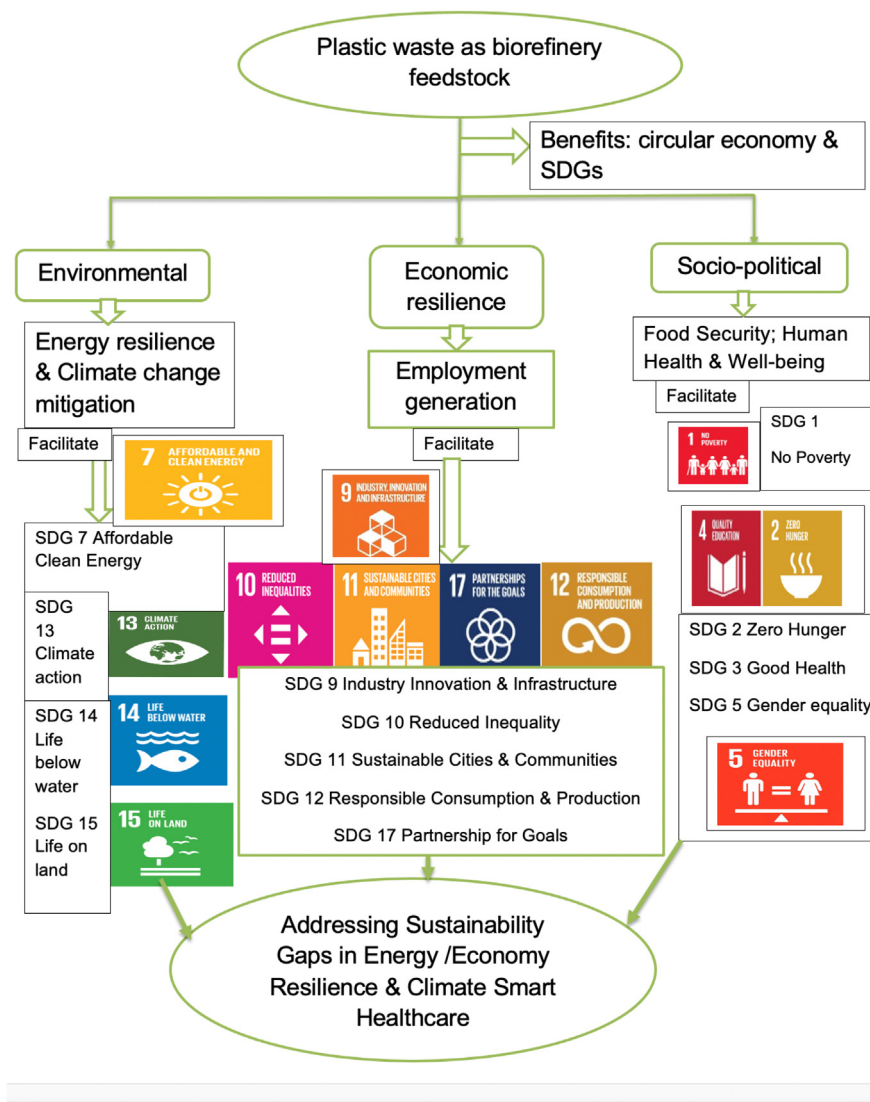 Plastic waste as biorefinery
feedstock
Benefits: circular economy &
SDGs
Environmental
Economic
resilience
Socio-political
Energy resilience
& Climate change
mitigation
Employment
generation
Food Security; Human
Health & Well-being
Facilitate
Facilitate
Facilitate
7 AFFORDABLE AND
CLEAN ENERGY
SDG 7 Affordable
Clean Energy
SDG
13
Climate
action
13 CLIMATE
ACTION
SDG 14
Life
below
water
14 LIFE
BELOW WATER
SDG 15
Life on
land
15 LIFE
ON LAND
9 INDUSTRY, INNOVATION
AND INFRASTRUCTURE
10 REDUCED
INEQUALITIES
11 SUSTAINABLE CITIES
AND COMMUNITIES
17 PARTNERSHIPS
FOR THE GOALS
12 RESPONSIBLE
CONSUMPTION
AND PRODUCTION
SDG 9 Industry Innovation & Infrastructure
SDG 10 Reduced Inequality
SDG 11 Sustainable Cities & Communities
SDG 12 Responsible Consumption & Production
SDG 17 Partnership for Goals
1 NO
POVERTY
SDG 1
No Poverty
4 QUALITY
EDUCATION
2 ZERO
HUNGER
SDG 2 Zero Hunger
SDG 3 Good Health
SDG 5 Gender equality
5 GENDER
EQUALITY
Addressing Sustainability
Gaps in Energy /Economy
Resilience & Climate Smart
Healthcare